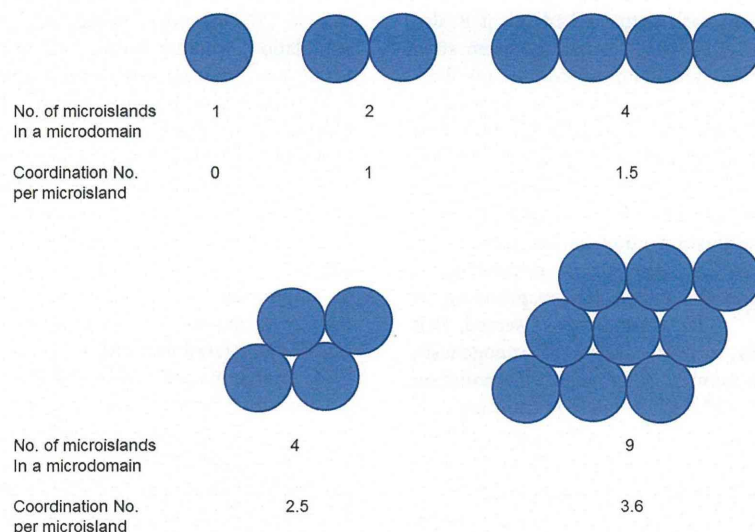 No. of microislands 1 2 4
In a microdomain
Coordination No. 0 1 1.5
per microisland
No. of microislands 4 9
In a microdomain
Coordination No. 2.5 3.6
per microisland